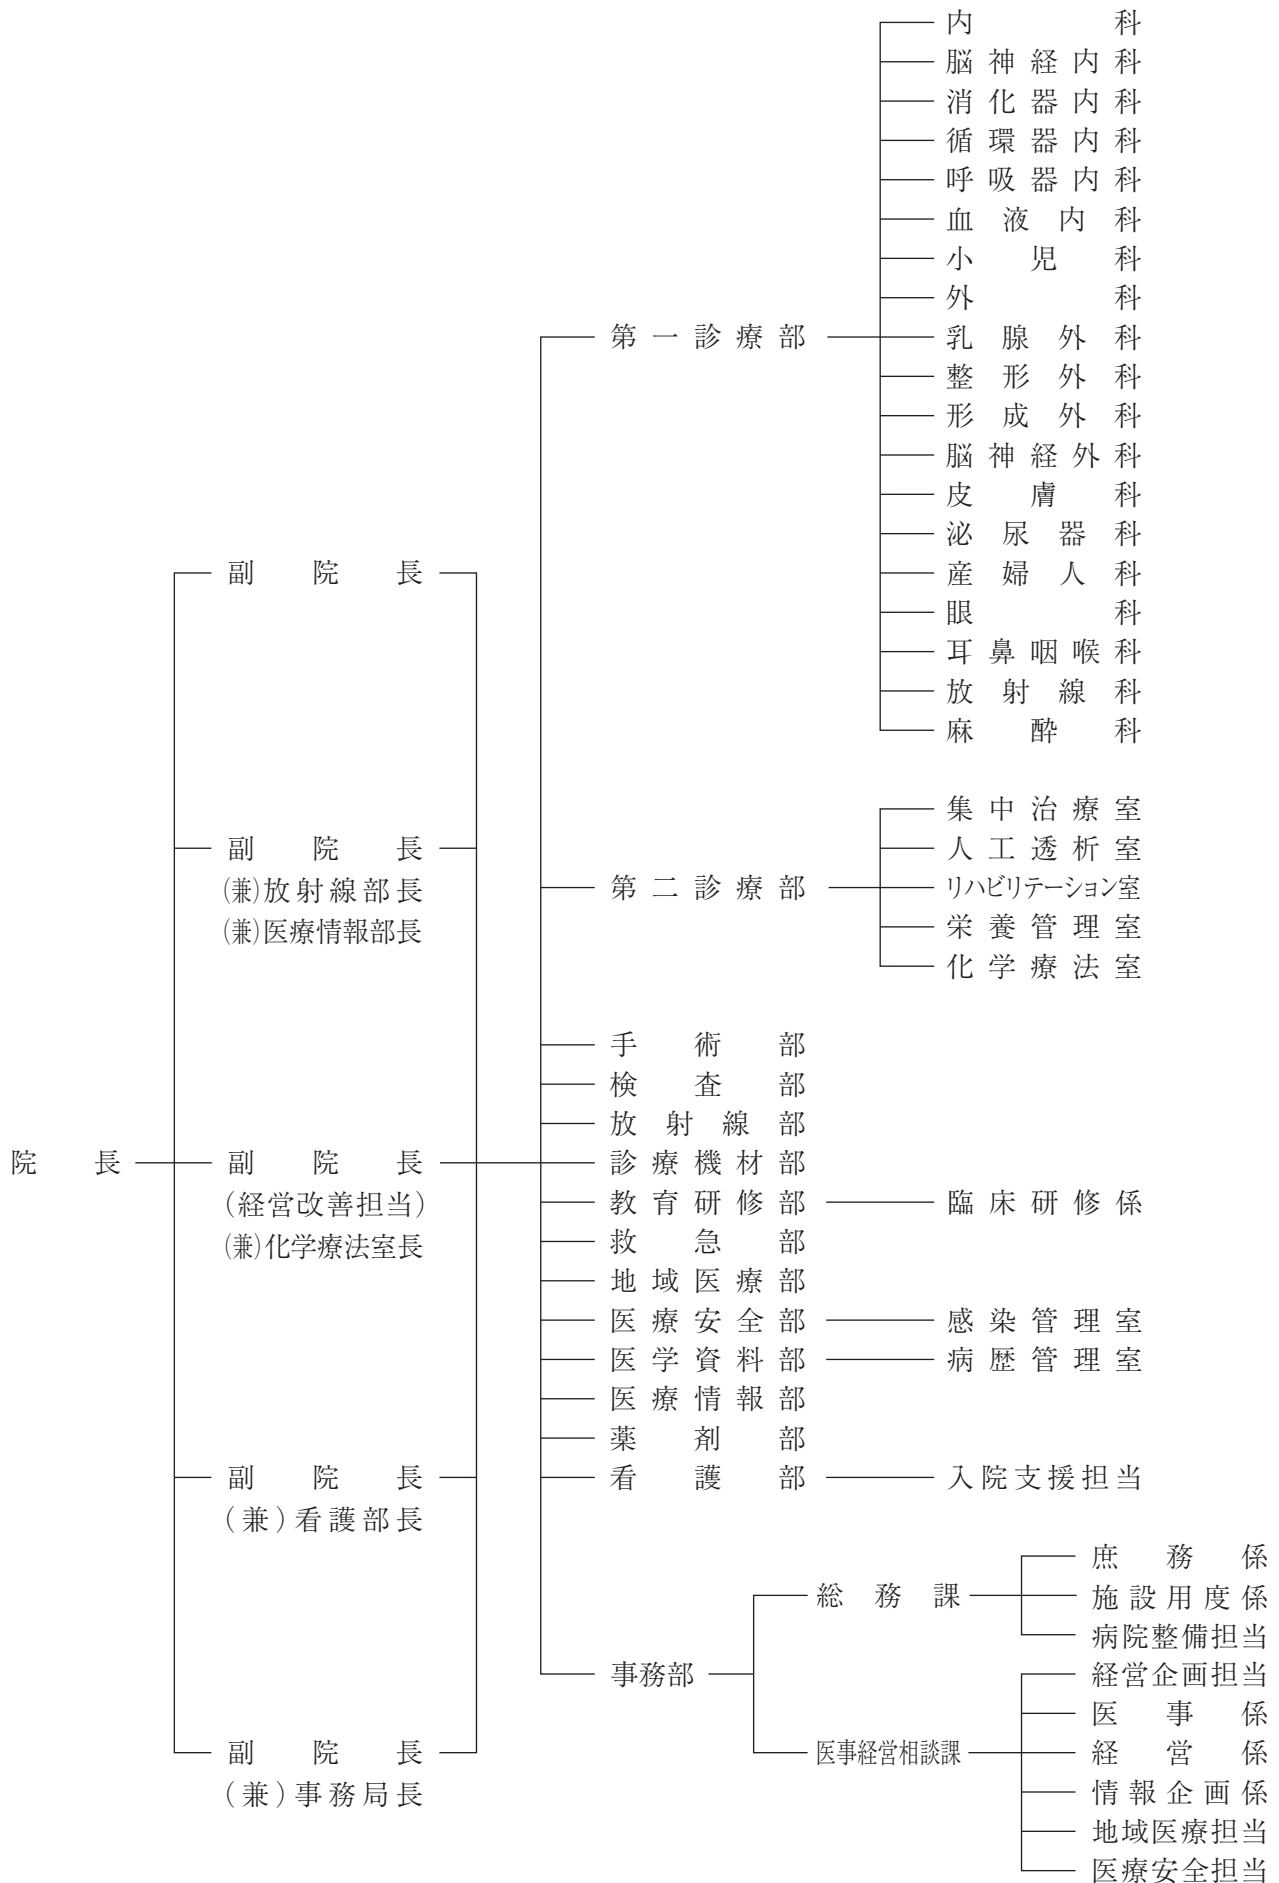 内科
脳神経内科
消化器内科
循環器内科
呼吸器内科
血液内科
小児科
外科
第一診療部
乳腺外科
整形外科
形成外科
脳神経外科
皮膚科
泌尿器科
副院長
産婦人科
眼科
耳鼻咽喉科
放射線科
麻酔科
集中治療室
副院長
人工透析室
(兼)放射線部長
第二診療部
リハビリテーション室
(兼)医療情報部長
栄養管理室
化学療法室
手術部
検査部
放射線部
院長
副院長
診療機材部
(経営改善担当)
教育研修部
臨床研修係
(兼)化学療法室長
救急部
地域医療部
医療安全部
感染管理室
医学資料部
病歴管理室
医療情報部
薬剤部
副院長
看護部
入院支援担当
(兼)看護部長
庶務係
総務課
施設用度係
病院整備担当
事務部
経営企画担当
医事係
副院長
医事経営相談課
経営係
(兼)事務局長
情報企画係
地域医療担当
医療安全担当